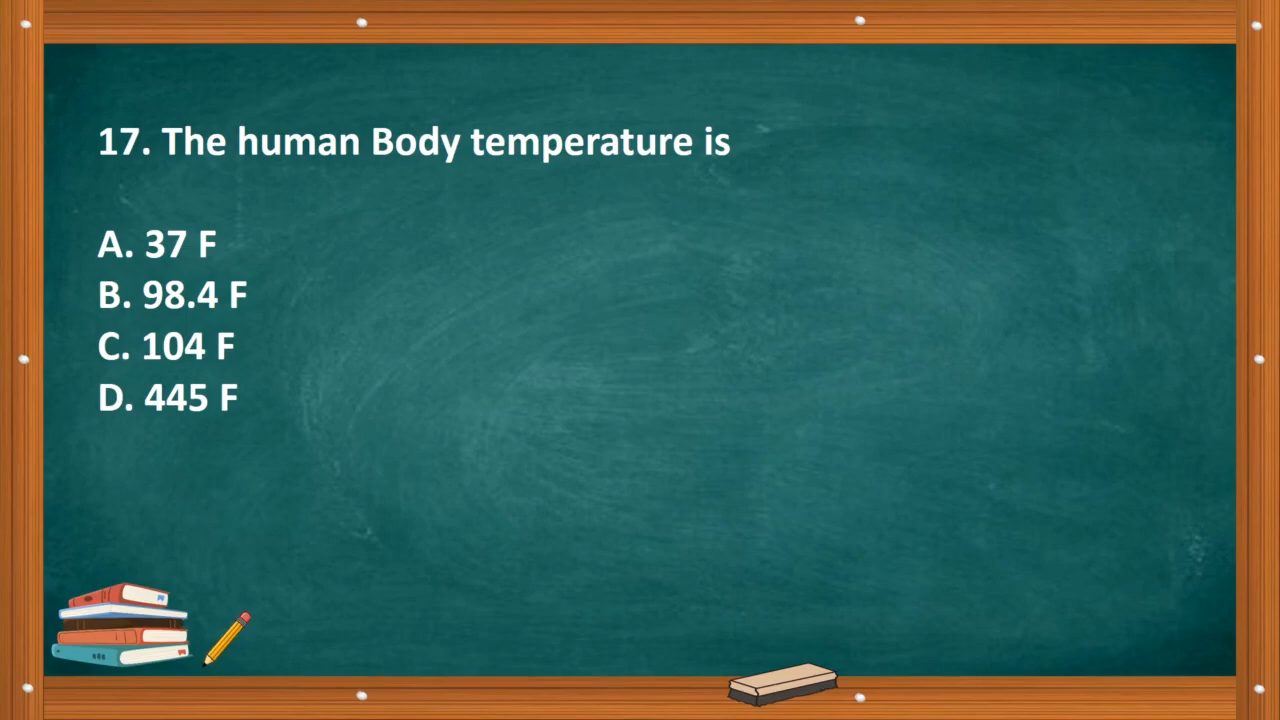 17. The human Body temperature is
A. 37 F
B. 98.4 F
C. 104 F
D. 445 F